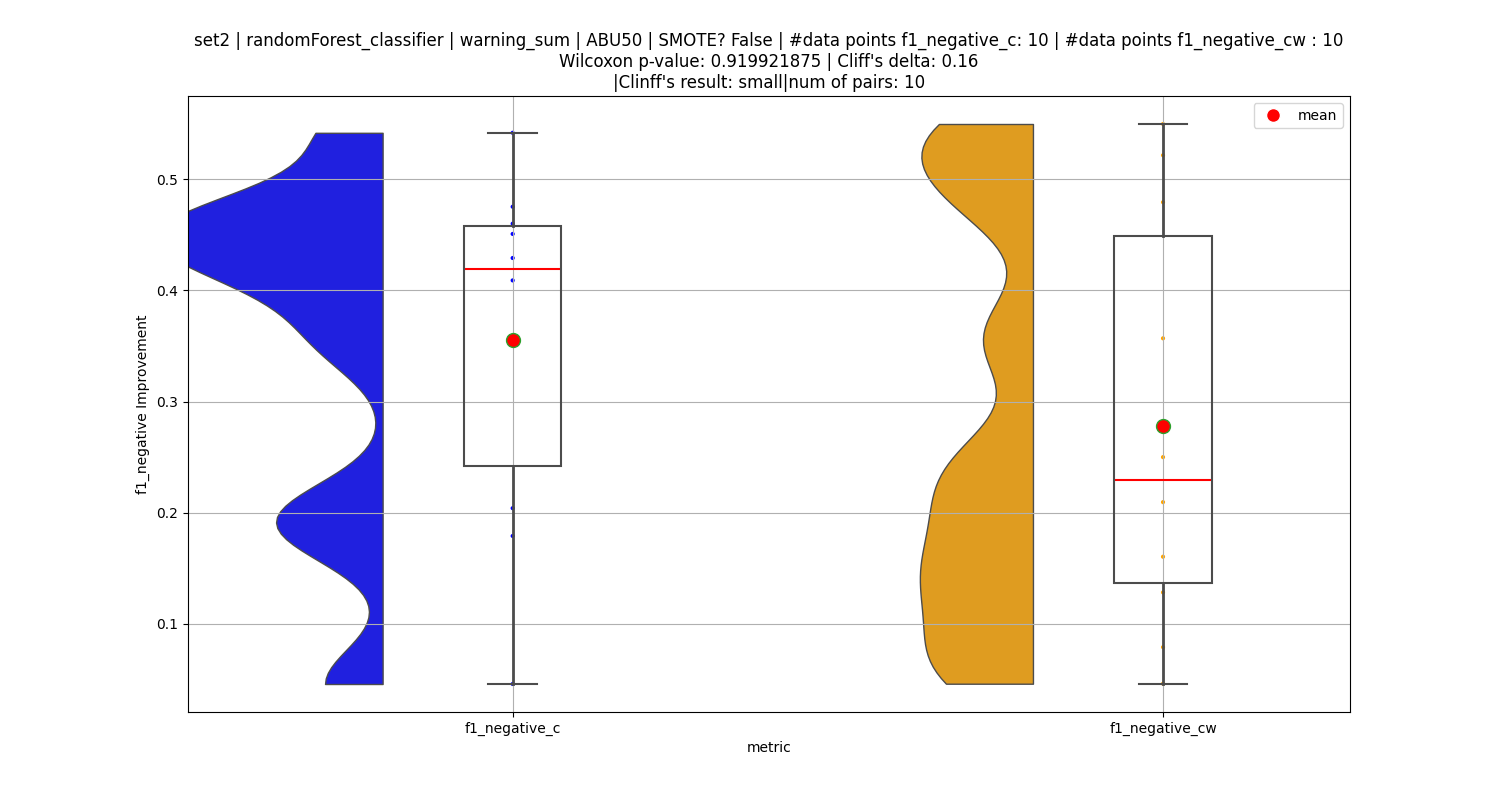 set2 | randomForest_classifier | warning_sum | ABU50 | SMOTE? False | #data points f1_negative_c: 10 | #data points f1_negative_cw : 10
Wilcoxon p-value: 0.919921875 | Cliff's delta: 0.16
|Clinff's result: small|num of pairs: 10
mean
0.5
0.4
0.3
0.2
0.1
f1_negative Improvement
f1_negative_c
f1_negative_cw
metric